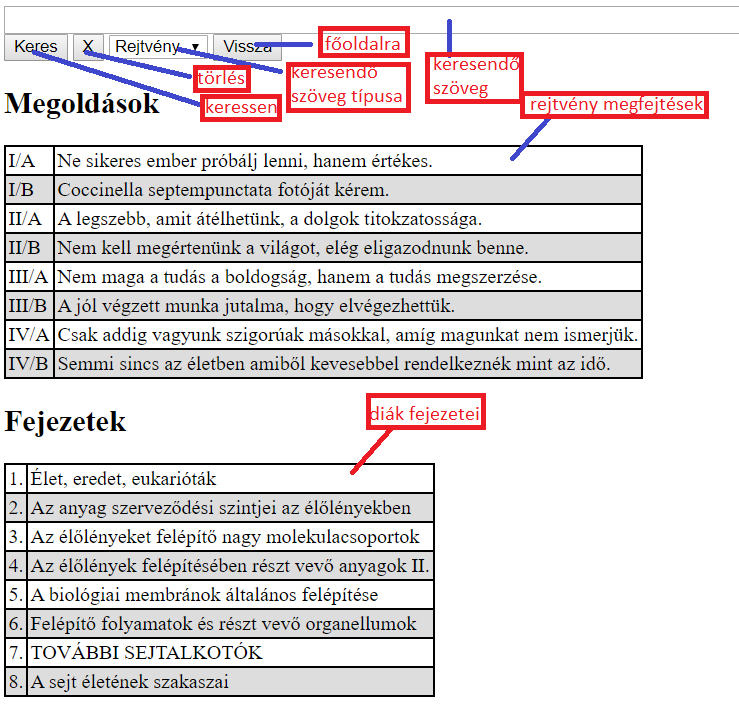 Keres X Rejtvény ▼ Vissza
főoldalra
törlés
keressen
keresendő
szöveg típusa
keresendő
szöveg
rejtvény megfejtések
Megoldások
I/A Ne sikeres ember próbálj lenni, hanem értékes.
I/B Coccinella septempunctata fotóját kérem.
II/A A legszebb, amit átélhetünk, a dolgok titokzatossága.
II/B Nem kell megértenünk a világot, elég eligazodnunk benne.
III/A Nem maga a tudás a boldogság, hanem a tudás megszerzése.
III/B A jól végzett munka jutalma, hogy elvégezhettük.
IV/A Csak addig vagyunk szigorúak másokkal, amíg magunkat nem ismerjük.
IV/B Semmi sincs az életben amiből kevesebbel rendelkeznék mint az idő.
Fejezetek
diák fejezetei
1. Élet, eredet, eukarióták
2. Az anyag szerveződési szintjei az élőlényekben
3. Az élőlényeket felépítő nagy molekulacsoportok
4. Az élőlények felépítésében részt vevő anyagok II.
5. A biológiai membránok általános felépítése
6. Felépítő folyamatok és részt vevő organellumok
7. TOVÁBBI SEJTALKOTÓK
8. A sejt életének szakaszai